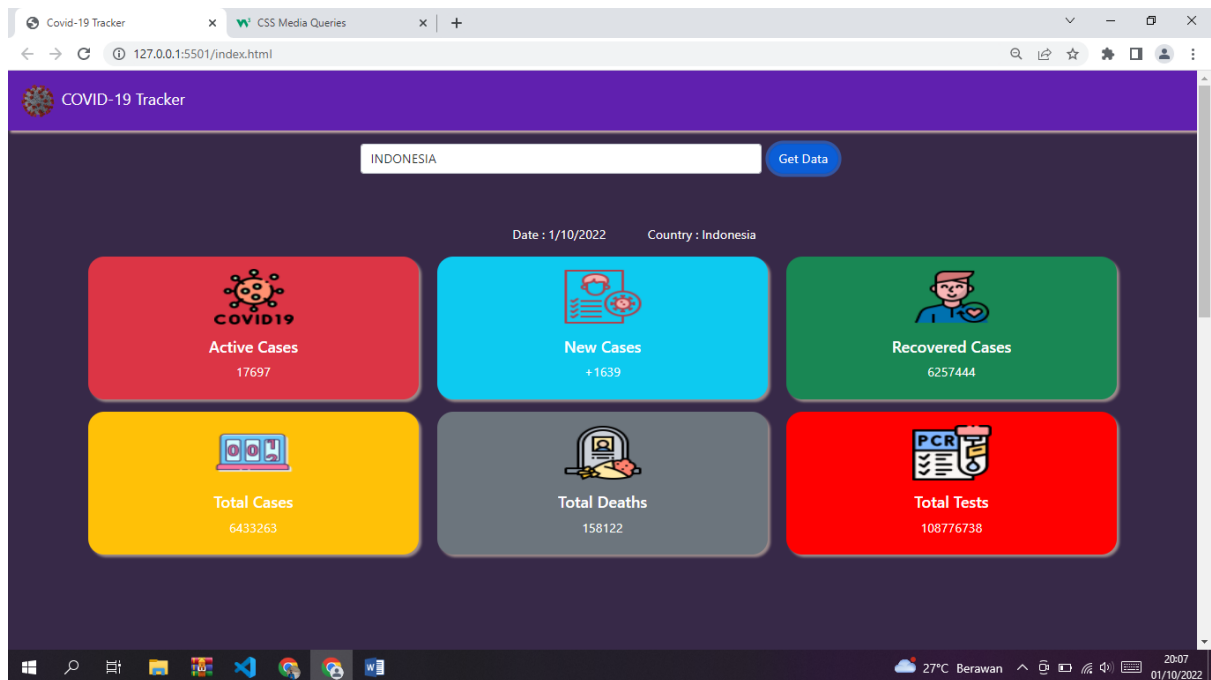 Covid-19 Tracker
CSS Media Queries
127.0.0.1:5501/index.html
COVID-19 Tracker
INDONESIA
Get Data
Date : 1/10/2022 Country : Indonesia
COVID19
Active Cases
17697
New Cases
+1639
Recovered Cases
6257444
Total Cases
6433263
Total Deaths
158122
PCR
Total Tests
108776738
27°C Berawan
20:07
01/10/2022